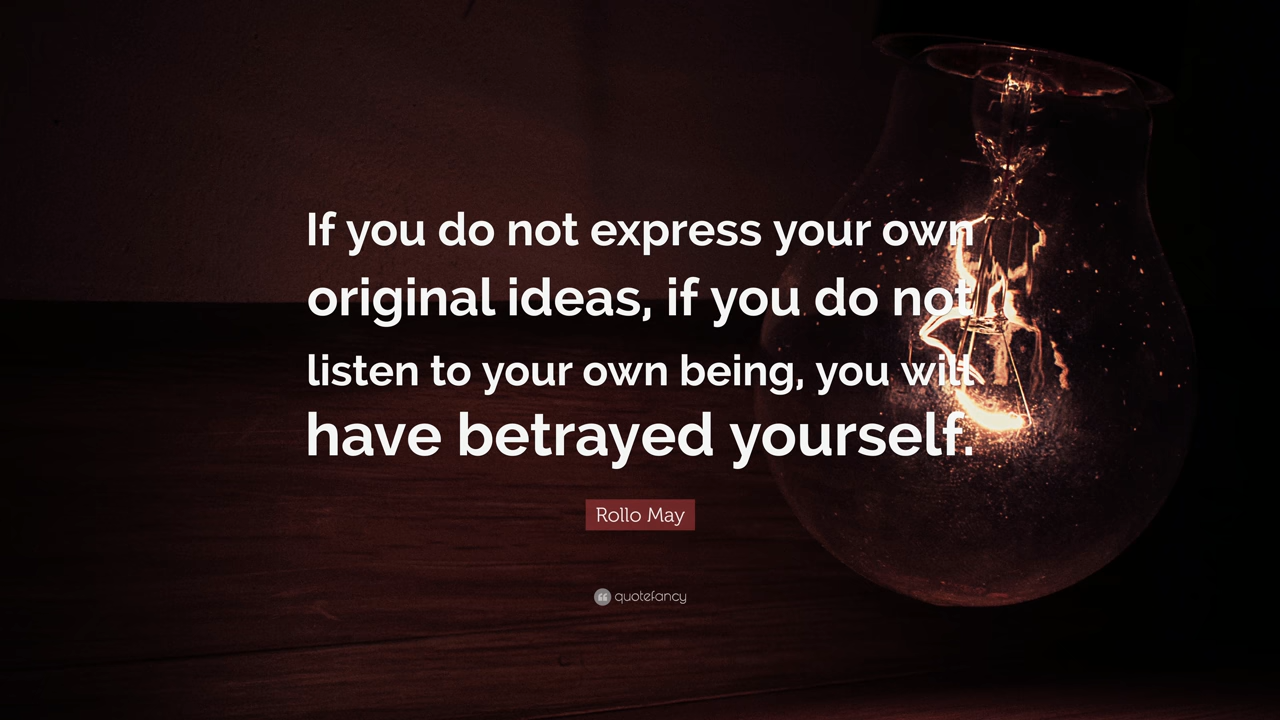 If you do not express your own
original ideas, if you do not
listen to your own being, you will
have betrayed yourself.
Rollo May
quotefancy